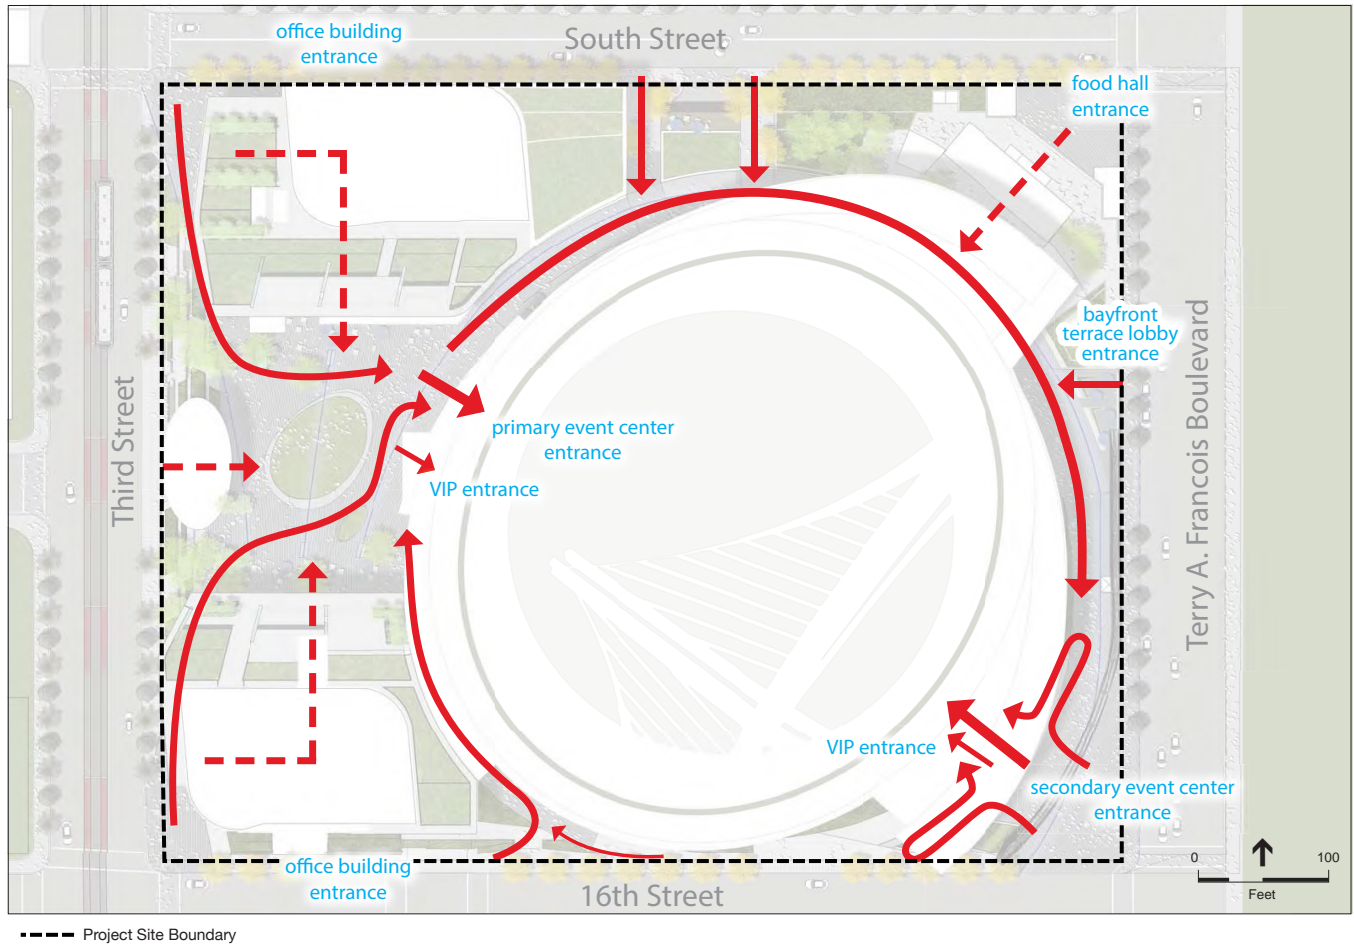 office building
entrance
South Street
food hall
entrance
bayfront
terrace lobby
entrance
Third Street
Terry A. Francois Boulevard
primary event center
entrance
VIP entrance
VIP entrance
secondary event center
entrance
office building
entrance
16th Street
0
100
Feet
Project Site Boundary